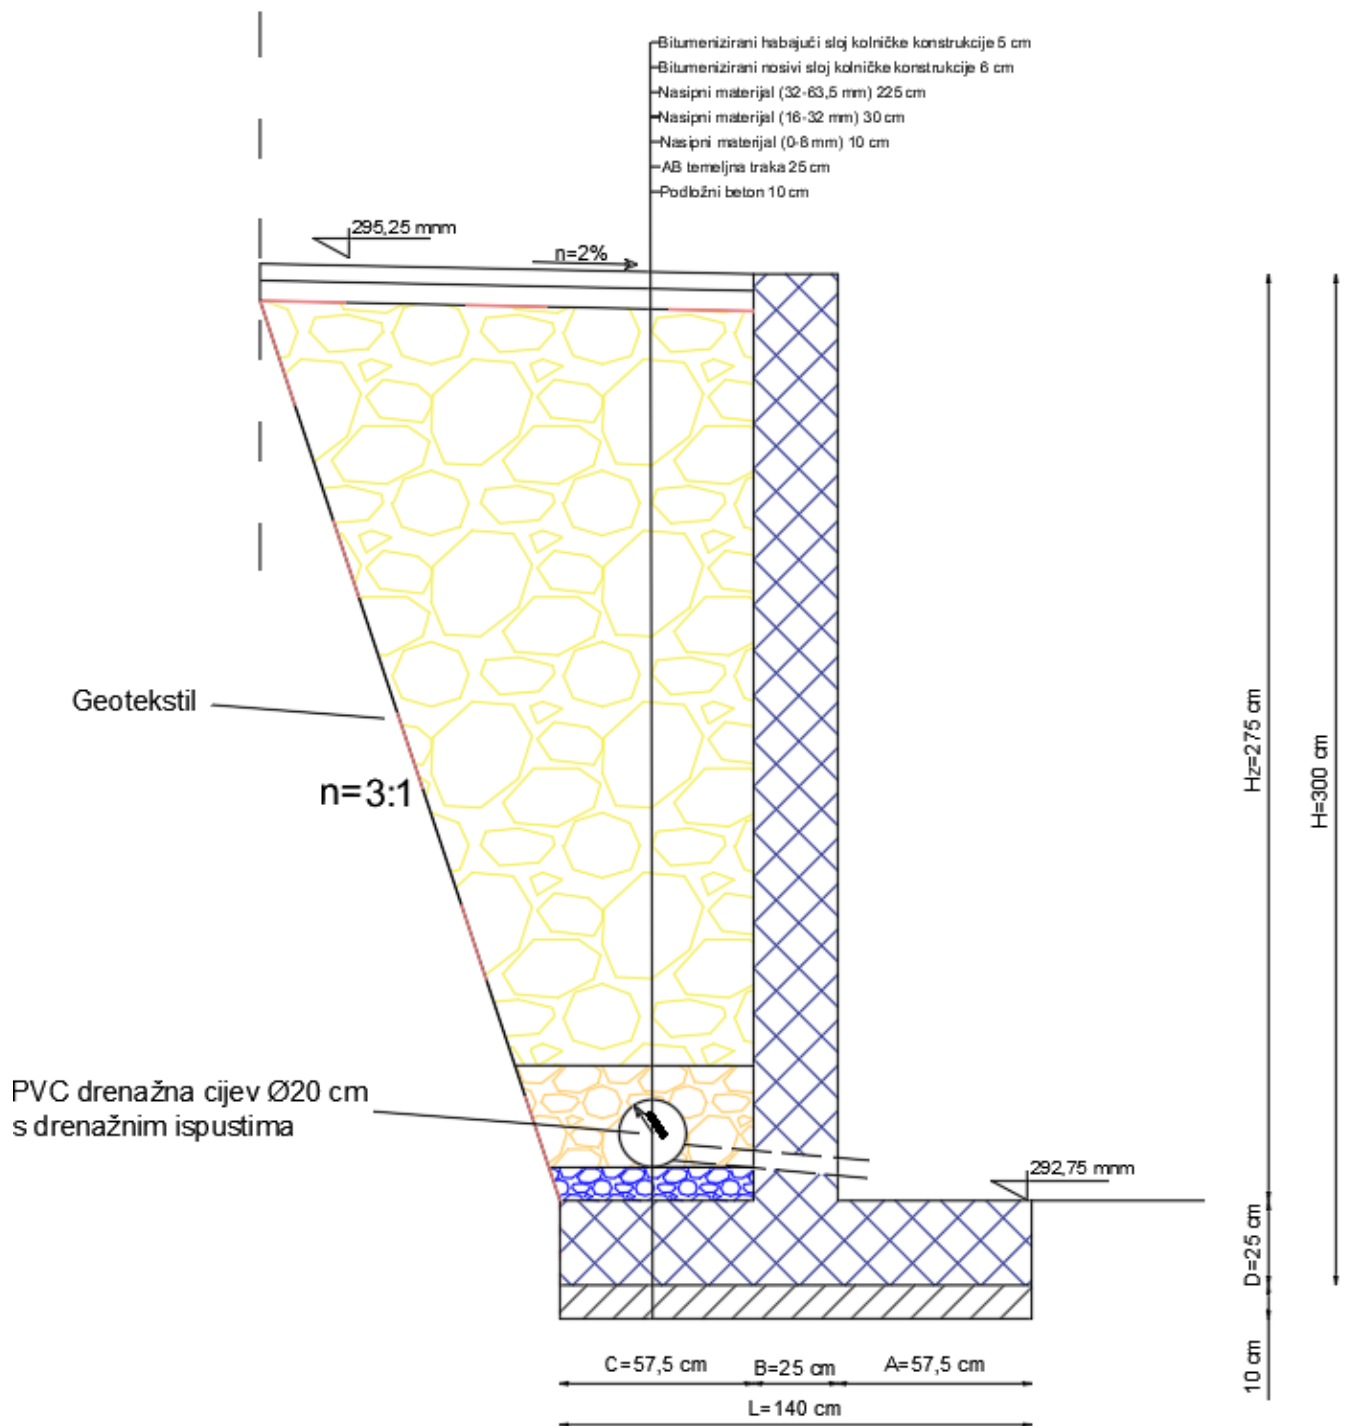 Bitumenizirani habajući sloj kolničke konstrukcije 5 cm
Bitumenizirani nosivi sloj kolničke konstrukcije 6 cm
Nasipni materijal (32-63,5 mm) 225 cm
Nasipni materijal (16-32 mm) 30 cm
Nasipni materijal (0-8 mm) 10 cm
AB temeljna traka 25 cm
Podložni beton 10 cm
295,25 mnm
n=2%
Geotekstil
n=3:1
Hz=275 cm
H=300 cm
PVC drenažna cijev Ø20 cm
s drenažnim ispustima
292,75 mnm
D=25 cm
10 cm
C=57,5 cm
B=25 cm
A=57,5 cm
L=140 cm